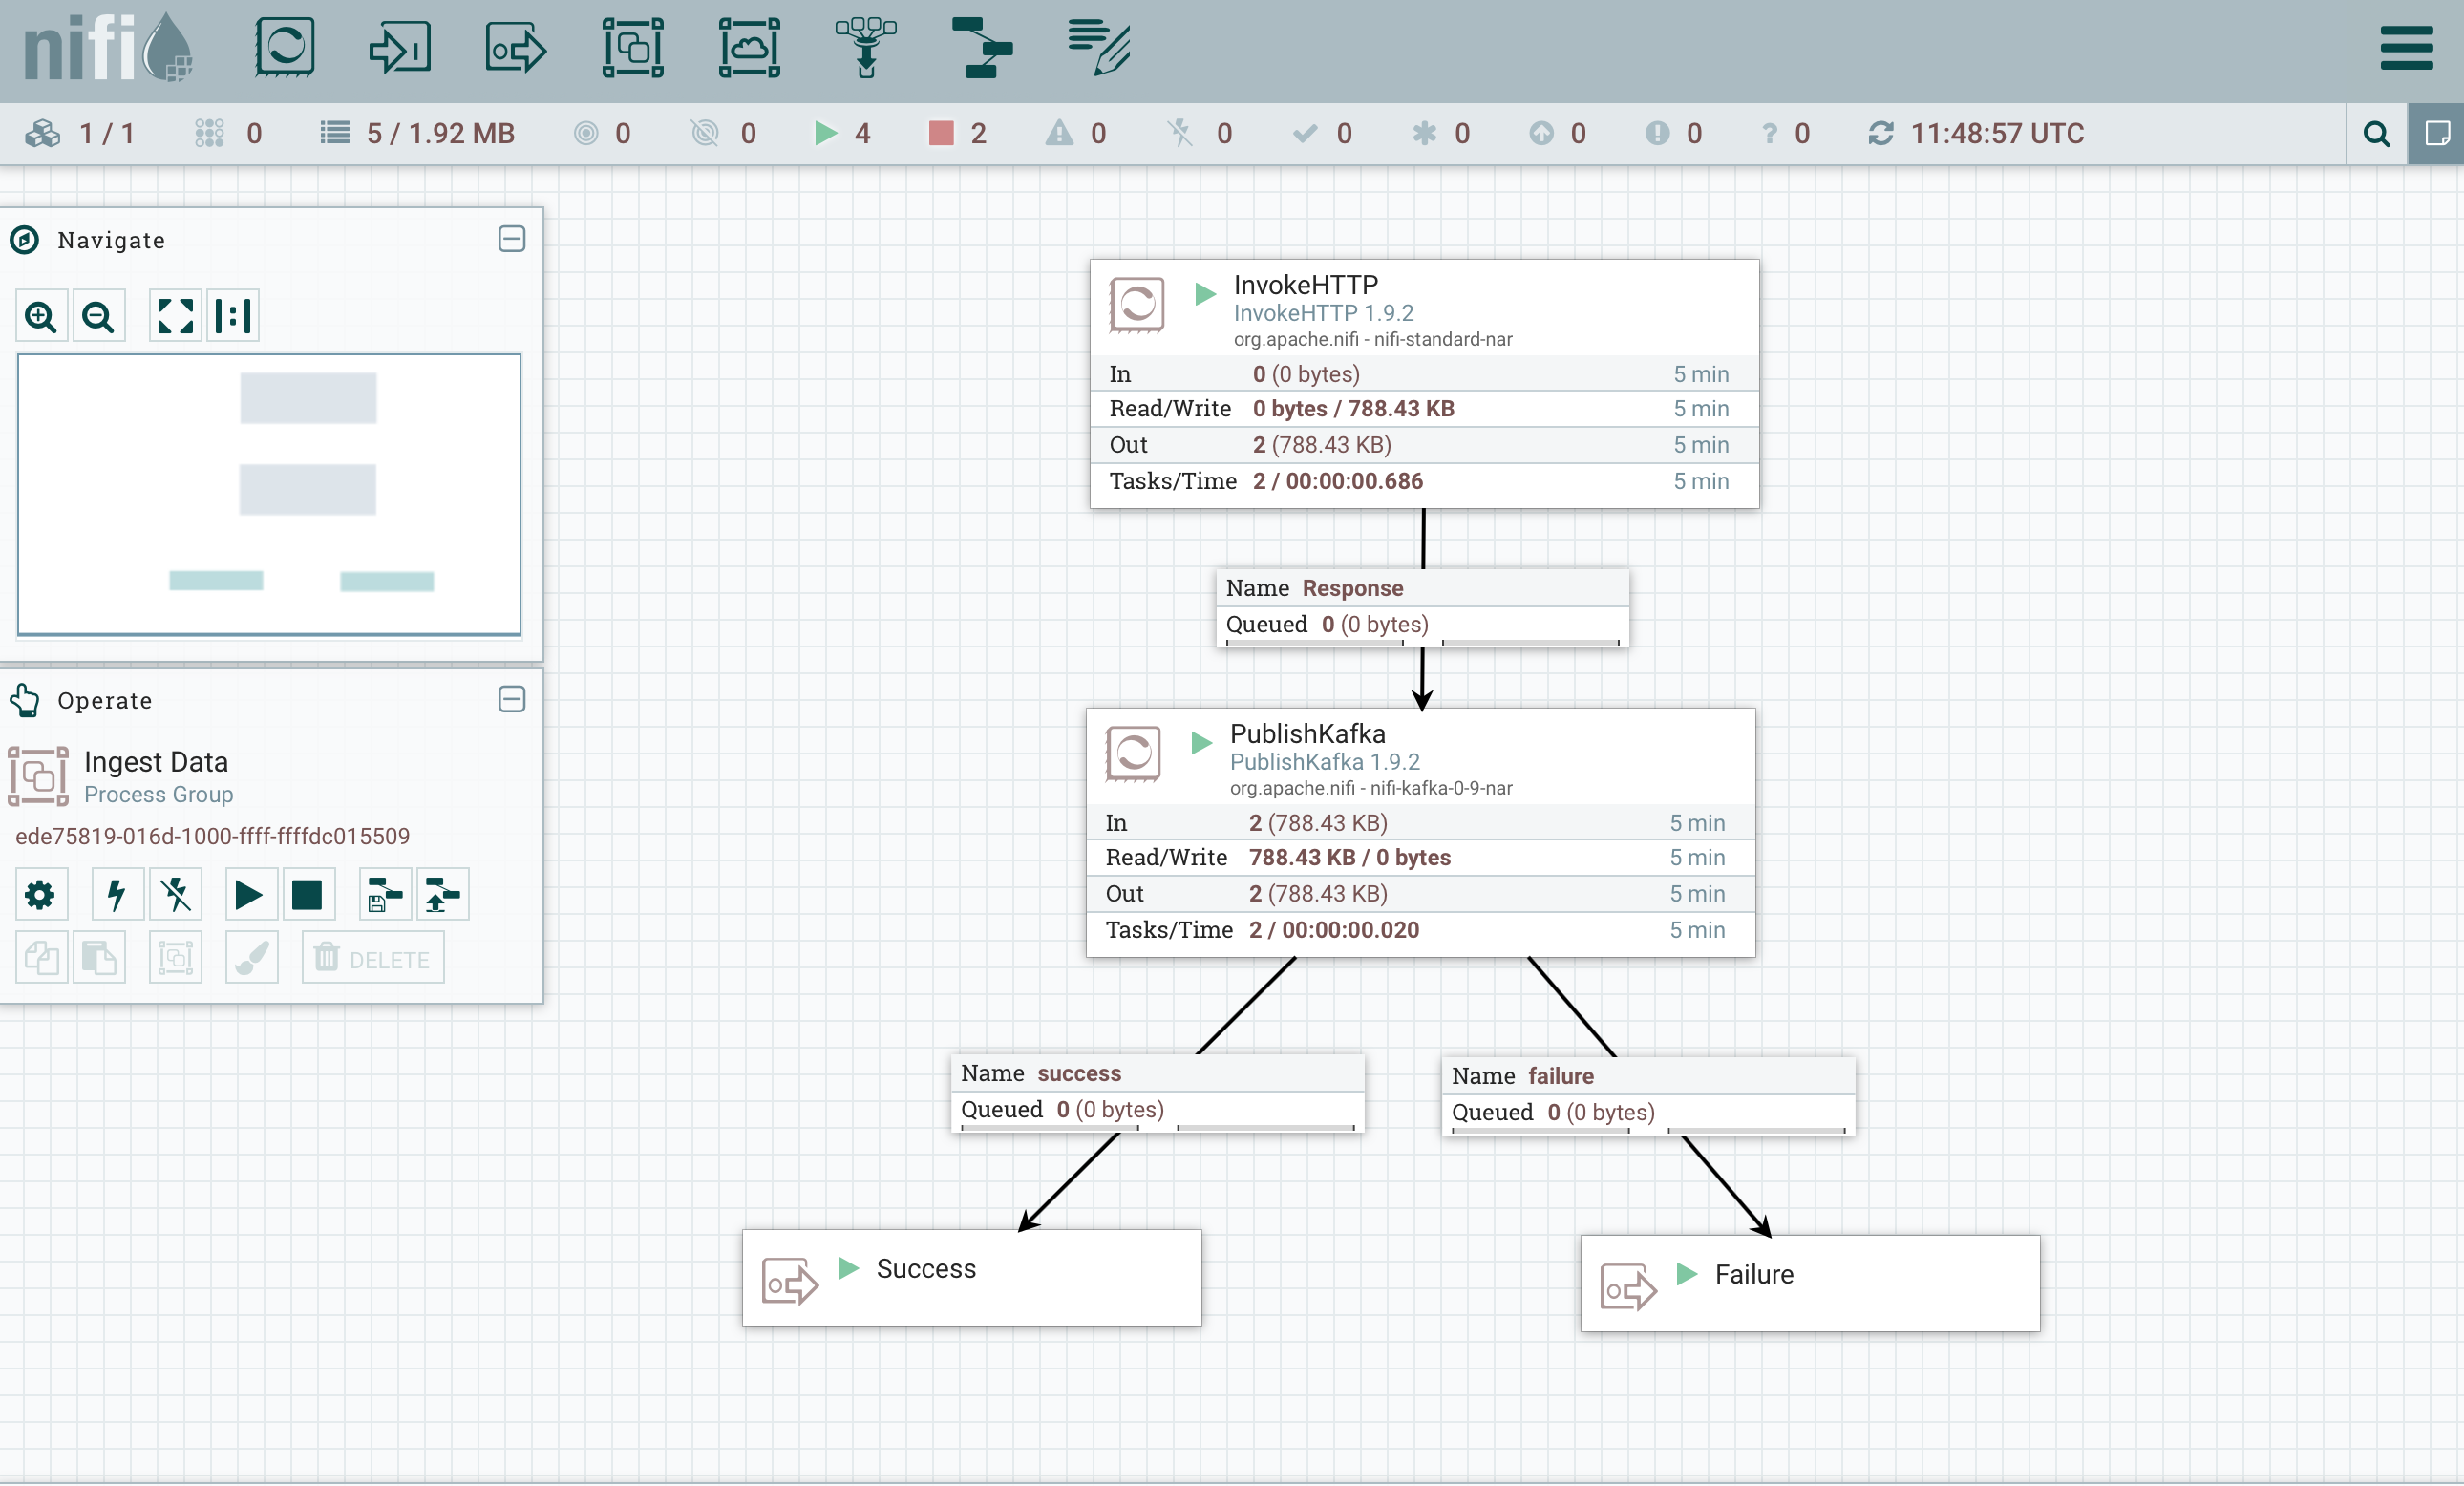 nifi
1 / 1 0 5 / 1.92 MB 0 0 4 2 0 0 0 0 0 0 ? 0 11:48:57 UTC
Navigate
Operate
Ingest Data
Process Group
ede75819-016d-1000-ffff-ffffdc015509
DELETE
InvokeHTTP
InvokeHTTP 1.9.2
org.apache.nifi - nifi-standard-nar
In 0 (0 bytes) 5 min
Read/Write 0 bytes / 788.43 KB 5 min
Out 2 (788.43 KB) 5 min
Tasks/Time 2 / 00:00:00.686 5 min
Name Response
Queued 0 (0 bytes)
PublishKafka
PublishKafka 1.9.2
org.apache.nifi - nifi-kafka-0-9-nar
In 2 (788.43 KB) 5 min
Read/Write 788.43 KB / 0 bytes 5 min
Out 2 (788.43 KB) 5 min
Tasks/Time 2 / 00:00:00.020 5 min
Name success
Queued 0 (0 bytes)
Name failure
Queued 0 (0 bytes)
Success
Failure